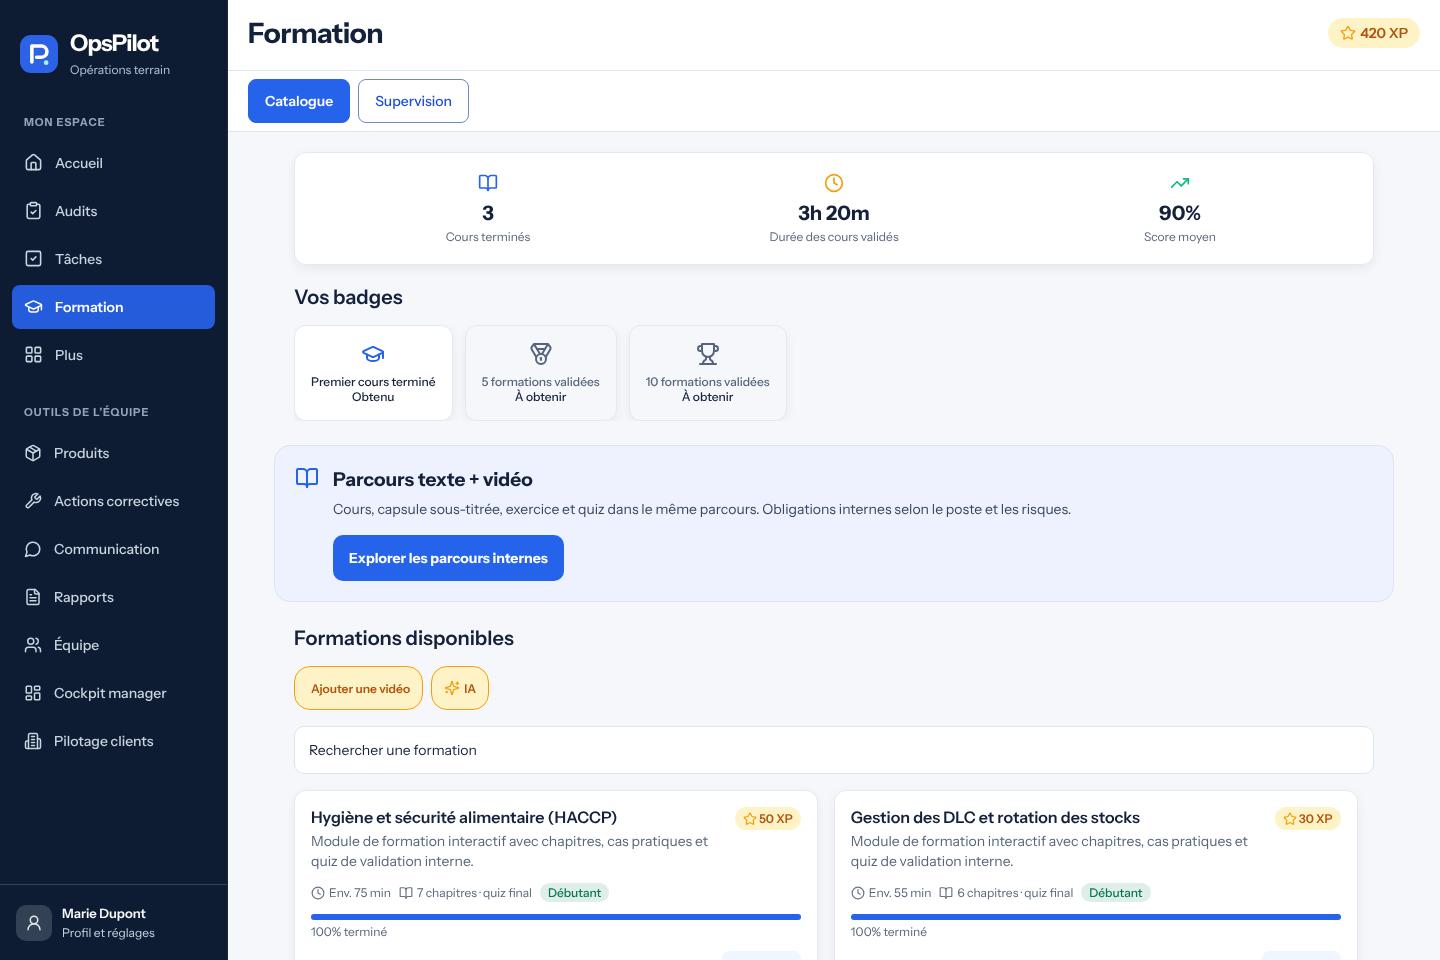 OpsPilot
Opérations terrain
MON ESPACE
Accueil
Audits
Tâches
Formation
Plus
OUTILS DE L'ÉQUIPE
Produits
Actions correctives
Communication
Rapports
Équipe
Cockpit manager
Pilotage clients
Marie Dupont
Profil et réglages
Formation
420 XP
Catalogue
Supervision
3
Cours terminés
3h 20m
Durée des cours validés
90%
Score moyen
Vos badges
Premier cours terminé
Obtenu
5 formations validées
À obtenir
10 formations validées
À obtenir
Parcours texte + vidéo
Cours, capsule sous-titrée, exercice et quiz dans le même parcours. Obligations internes selon le poste et les risques.
Explorer les parcours internes
Formations disponibles
Ajouter une vidéo
IA
Rechercher une formation
Hygiène et sécurité alimentaire (HACCP)
50 XP
Module de formation interactif avec chapitres, cas pratiques et
quiz de validation interne.
Env. 75 min
7 chapitres · quiz final
Débutant
100% terminé
Gestion des DLC et rotation des stocks
30 XP
Module de formation interactif avec chapitres, cas pratiques et
quiz de validation interne.
Env. 55 min
6 chapitres · quiz final
Débutant
100% terminé